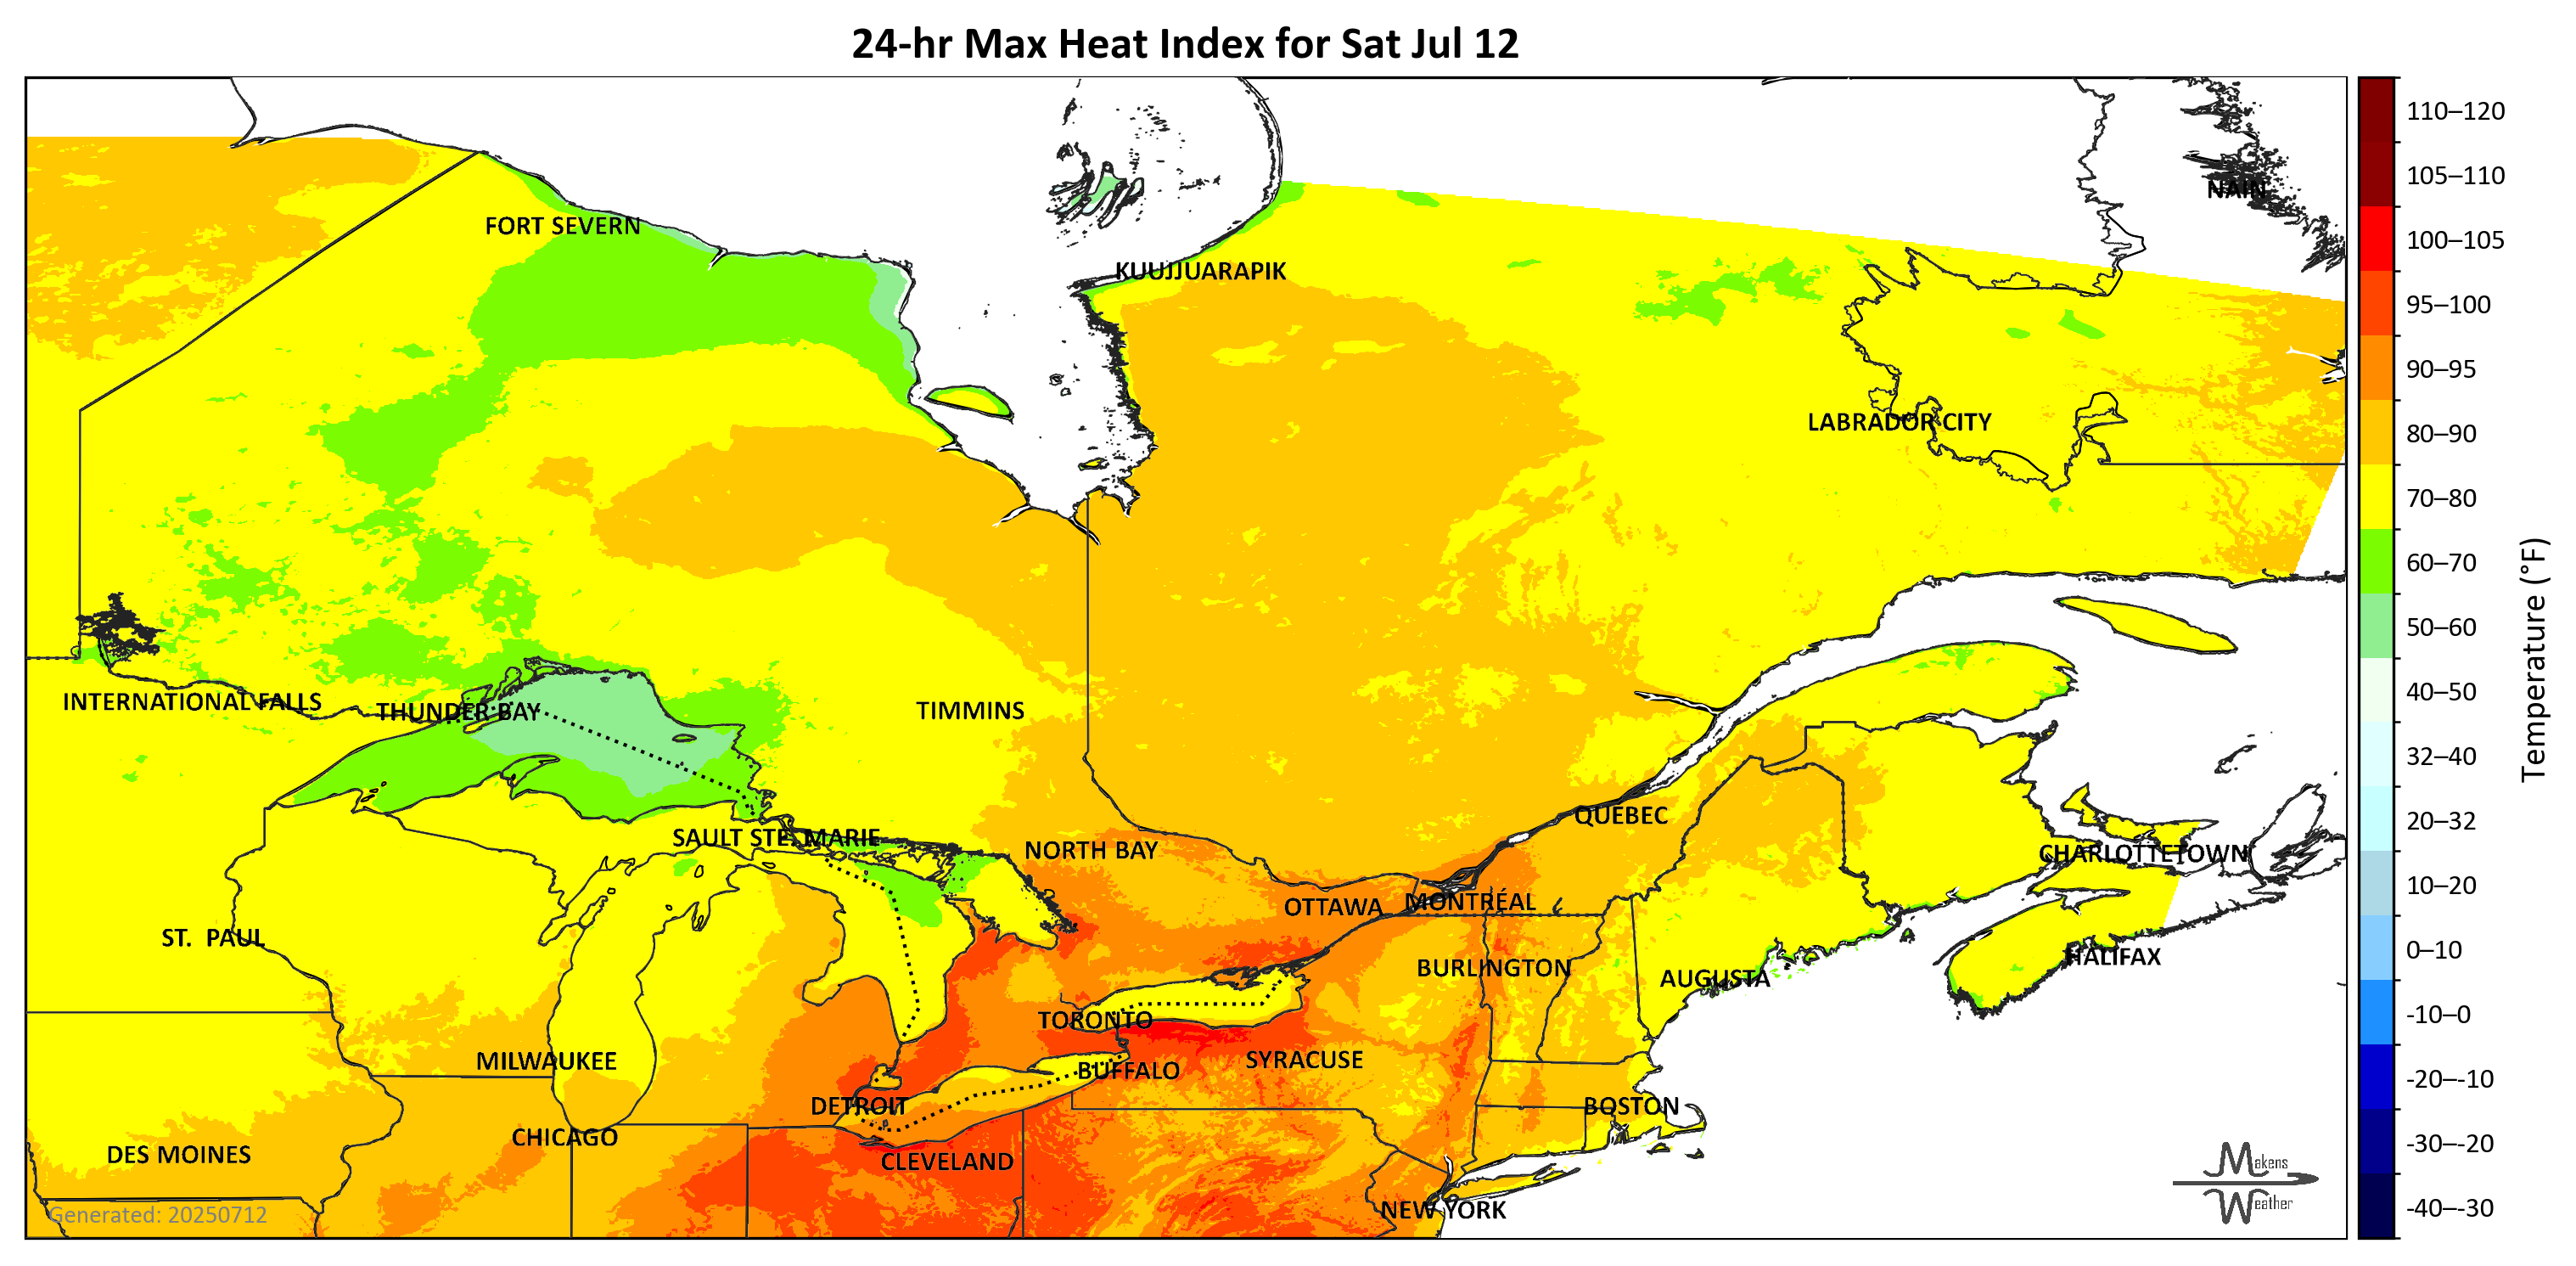 24-hr Max Heat Index for Sat Jul 12
NAIN
FORT SEVERN
KUUJJUARAPIK
LABRADOR CITY
INTERNATIONAL FALLS
THUNDER BAY
TIMMINS
QUÉBEC
SAULT STE. MARIE
NORTH BAY
CHARLOTTETOWN
OTTAWA
MONTRÉAL
ST. PAUL
HALIFAX
BURLINGTON
AUGUSTA
TORONTO
MILWAUKEE
SYRACUSE
BUFFALO
DETROIT
BOSTON
CHICAGO
DES MOINES
CLEVELAND
NEW YORK
Generated: 20250712
Makens
Weather
110–120
105–110
100–105
95–100
90–95
80–90
70–80
60–70
50–60
40–50
32–40
20–32
10–20
0–10
-10–0
-20–-10
-30–-20
-40–-30
Temperature (°F)